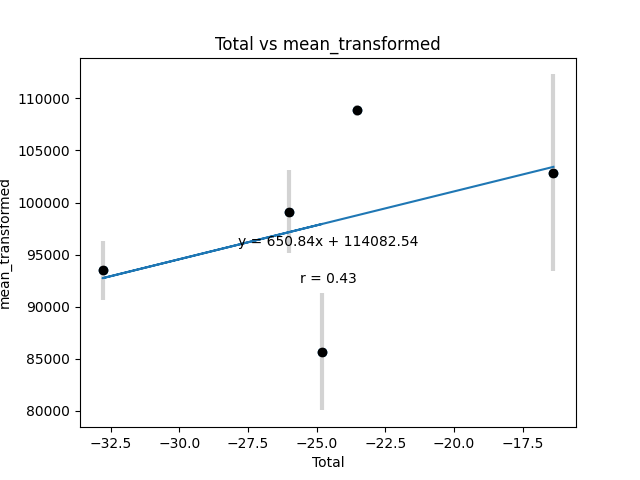 Total vs mean_transformed
mean_transformed
110000
105000
100000
95000
90000
85000
80000
y = 650.84x + 114082.54
r = 0.43
−32.5 −30.0 −27.5 −25.0 −22.5 −20.0 −17.5
Total